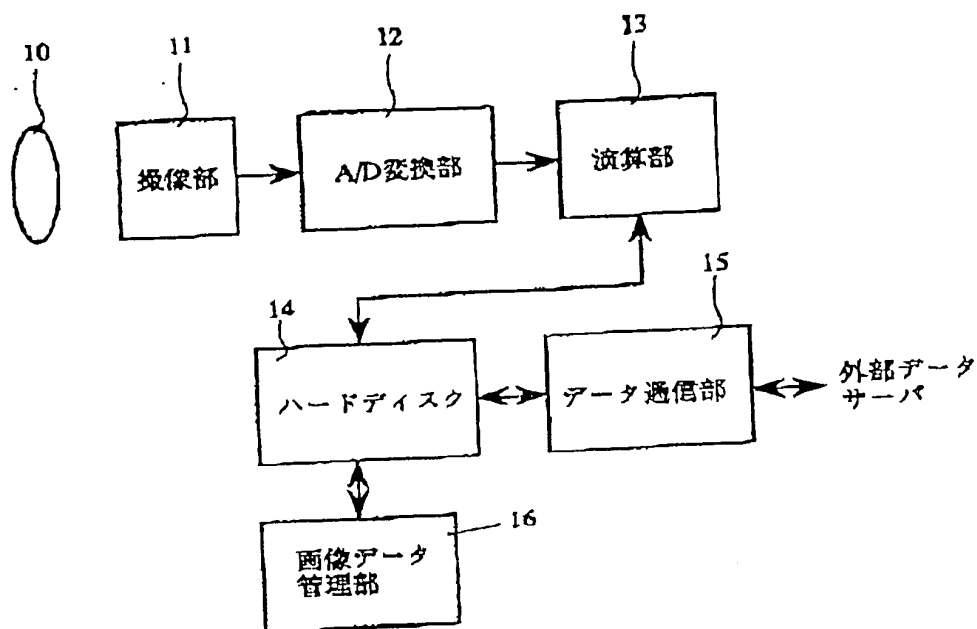 10
11
12
13
撮像部
A/D変換部
演算部
14
15
ハードディスク
データ通信部
外部データ
サーバ
16
画像データ
管理部